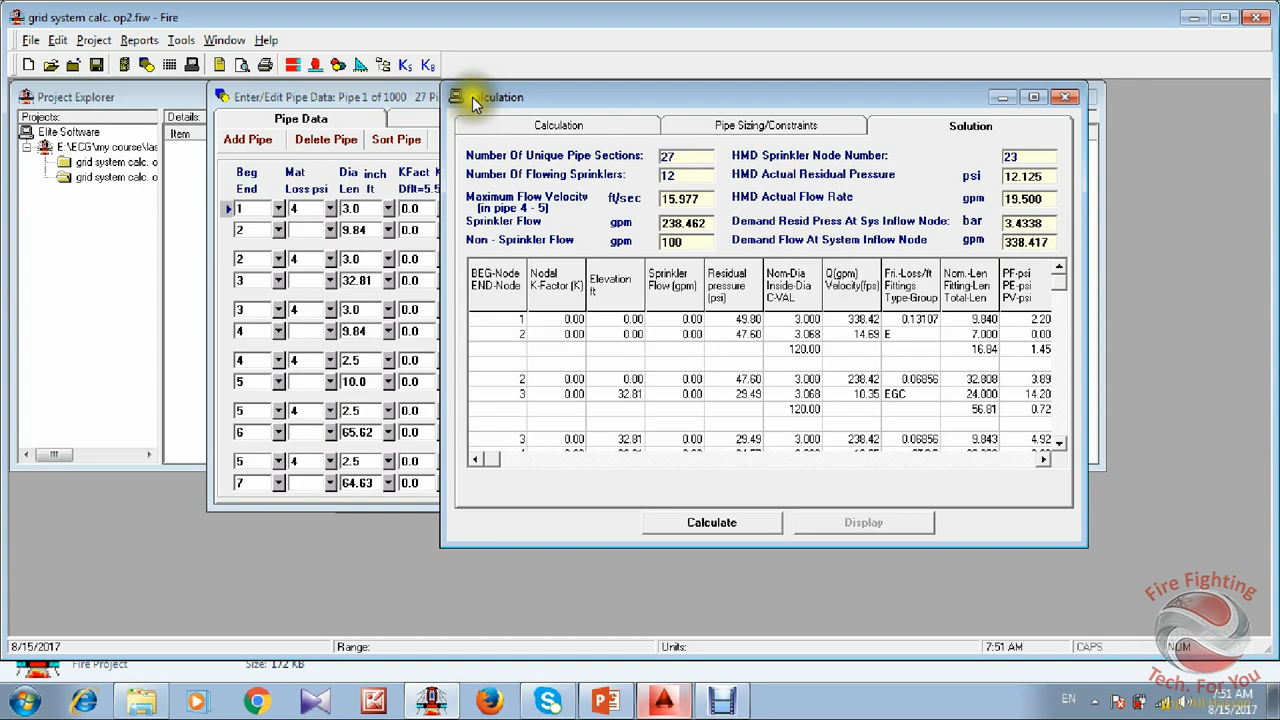 grid system calc. op2.fiw - Fire
File Edit Project Reports Tools Window Help
Project Explorer
Projects: Details:
Elite Software Item
E:\ECG\my course\las
grid system calc. o
grid system calc. o
Enter/Edit Pipe Data: Pipe 1 of 1000 27 Pi
Pipe Data
Add Pipe Delete Pipe Sort Pipe
Beg Mat Dia inch KFact
End Loss psi Len ft Dflt=5.5
1 4 3.0 0.0
2 9.84 0.0
2 4 3.0 0.0
3 32.81 0.0
3 4 3.0 0.0
4 9.84 0.0
4 4 2.5 0.0
5 10.0 0.0
5 4 2.5 0.0
6 65.62 0.0
5 4 2.5 0.0
7 64.63 0.0
Calculation Pipe Sizing/Constraints Solution
Number Of Unique Pipe Sections: 27 HMD Sprinkler Node Number: 23
Number Of Flowing Sprinklers: 12 HMD Actual Residual Pressure psi 12.125
Maximum Flow Velocity ft/sec 15.977 HMD Actual Flow Rate gpm 19.500
(in pipe 4 - 5)
Sprinkler Flow gpm 238.462 Demand Resid Press At Sys Inflow Node: bar 3.4338
Non - Sprinkler Flow gpm 100 Demand Flow At System Inflow Node gpm 338.417
BEG-Node Nodal Elevation Sprinkler Residual Nom-Dia Q(gpm) Fri.-Loss/ft Nom.-Len PF-psi
END-Node K-Factor (K) ft Flow (gpm) pressure Inside-Dia Velocity(fps) Fittings Fitting-Len PE-psi
(psi) C-VAL Type-Group Total-Len PV-psi
1 0.00 0.00 0.00 49.80 3.000 338.42 0.13107 9.840 2.20
2 0.00 0.00 0.00 47.60 3.068 14.69 E 7.000 0.00
120.00 16.84 1.45
2 0.00 0.00 0.00 47.60 3.000 238.42 0.06856 32.808 3.89
3 0.00 32.81 0.00 29.49 3.068 10.35 EGC 24.000 14.20
120.00 56.81 0.72
3 0.00 32.81 0.00 29.49 3.000 238.42 0.06856 9.843 4.92
Calculate Display
8/15/2017 Range: Units: 7:51 AM CAPS NUM
Fire Project Size: 172 KB
Fire Fighting
Tech. For You
EN 7:51 AM
8/15/2017